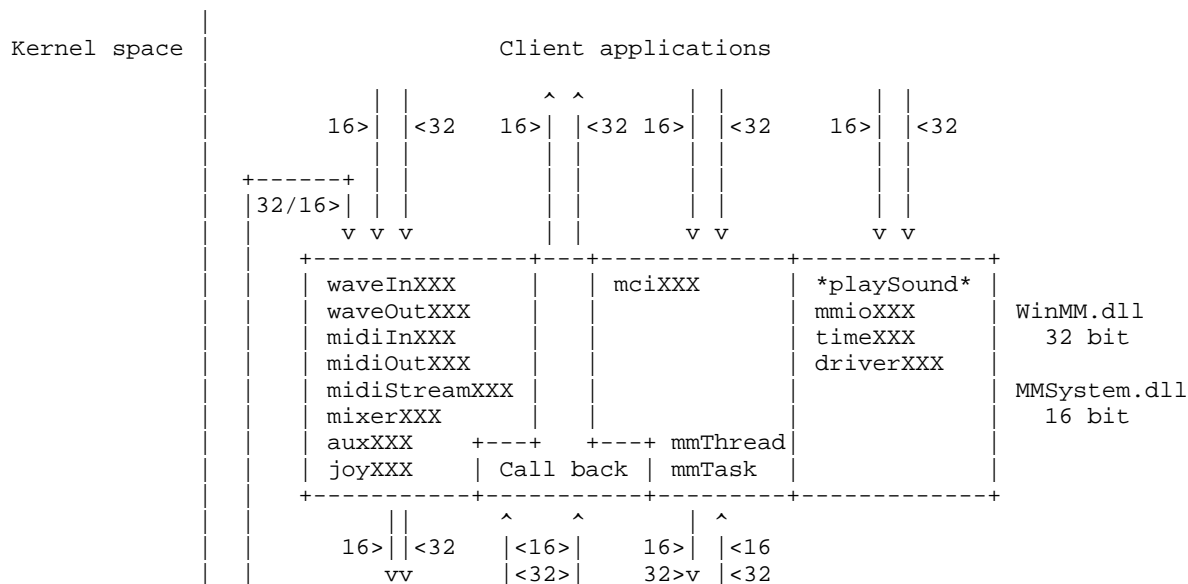 |
Kernel space |                    Client applications
             |
             |            | |         ^ ^       | |         | |
             |        16>| |<32   16>| |<32 16>| |<32    16>| |<32
             |            | |         | |       | |         | |
             |  +------+  | |         | |       | |         | |
             |  |32/16>|  | |         | |       | |         | |
             |  |      v v v         | |       v v         v v
             |  |   +---------------+---+-------------+-------------+
             |  |   | waveInXXX     |   | mciXXX      | *playSound* |
             |  |   | waveOutXXX    |   |             | mmioXXX     | WinMM.dll
             |  |   | midiInXXX     |   |             | timeXXX     |   32 bit
             |  |   | midiOutXXX    |   |             | driverXXX   |
             |  |   | midiStreamXXX |   |             |             | MMSystem.dll
             |  |   | mixerXXX      |   |             |             |   16 bit
             |  |   | auxXXX    +---+   +---+ mmThread|             |
             |  |   | joyXXX    | Call back | mmTask  |             |
             |  |   +-----------+-----------+---------+-------------+
             |  |        ||       ^    ^       | ^
             |  |     16>||<32    |<16>|    16>| |<16
             |  |        vv       |<32>|    32>v |<32